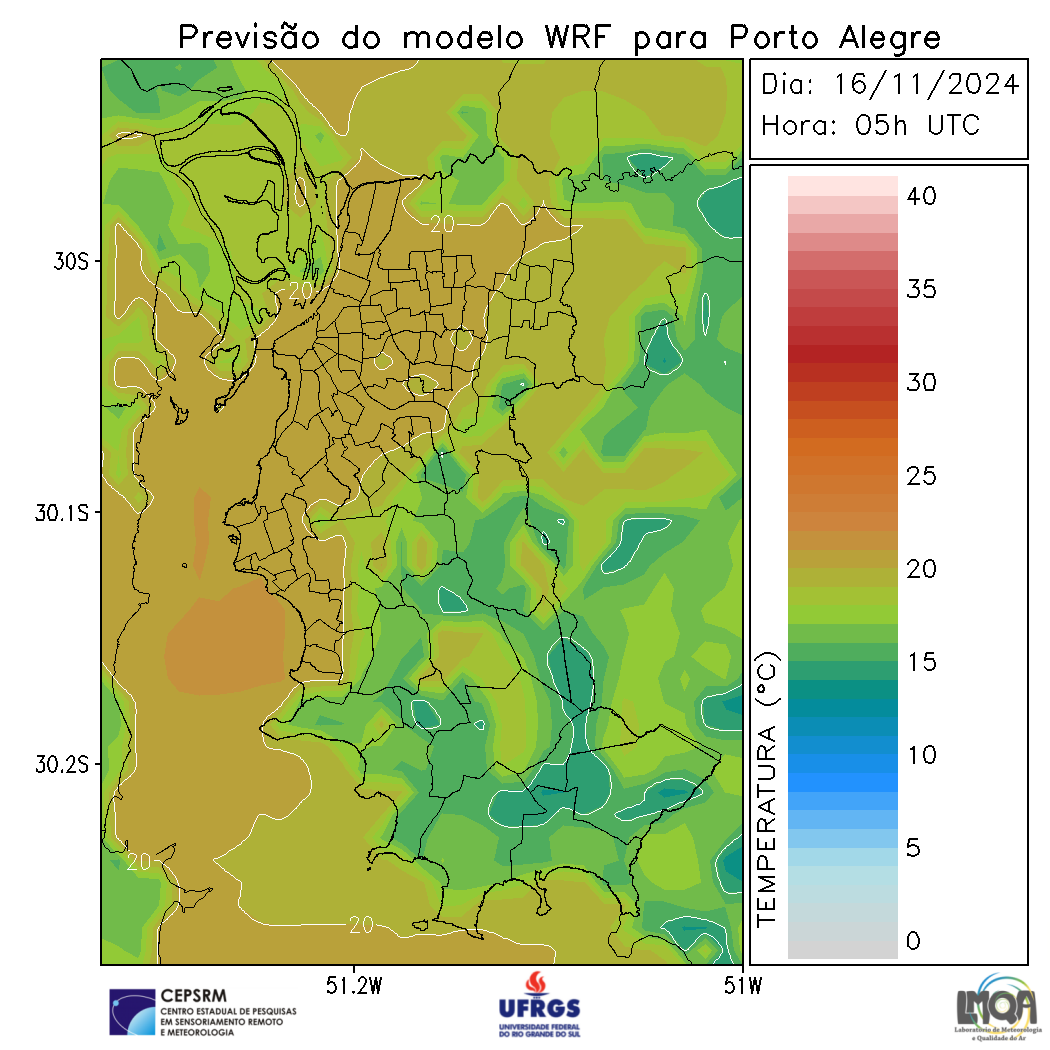 Previsão do modelo WRF para Porto Alegre
Dia: 16/11/2024
Hora: 05h UTC
40
35
30
25
20
15
10
5
0
TEMPERATURA (°C)
30S
30.1S
30.2S
51.2W
51W
20
20
20
20
CEPSRM
CENTRO ESTADUAL DE PESQUISAS
EM SENSORIAMENTO REMOTO
E METEOROLOGIA
UFRGS
UNIVERSIDADE FEDERAL
DO RIO GRANDE DO SUL
LMQA
Laboratório de Meteorologia
e Qualidade do Ar